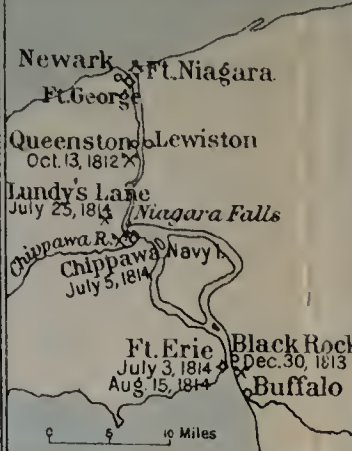 Newark
Ft. Niagara
Ft. George
Queenston
Lewiston
Oct. 13, 1812
Lundy's Lane
July 25, 1814
Niagara Falls
Chippawa R.
Chippawa
Navy I.
July 5, 1814
Ft. Erie
Black Rock
July 3, 1814
Dec. 30, 1813
Aug. 15, 1814
Buffalo
0 5 10 Miles